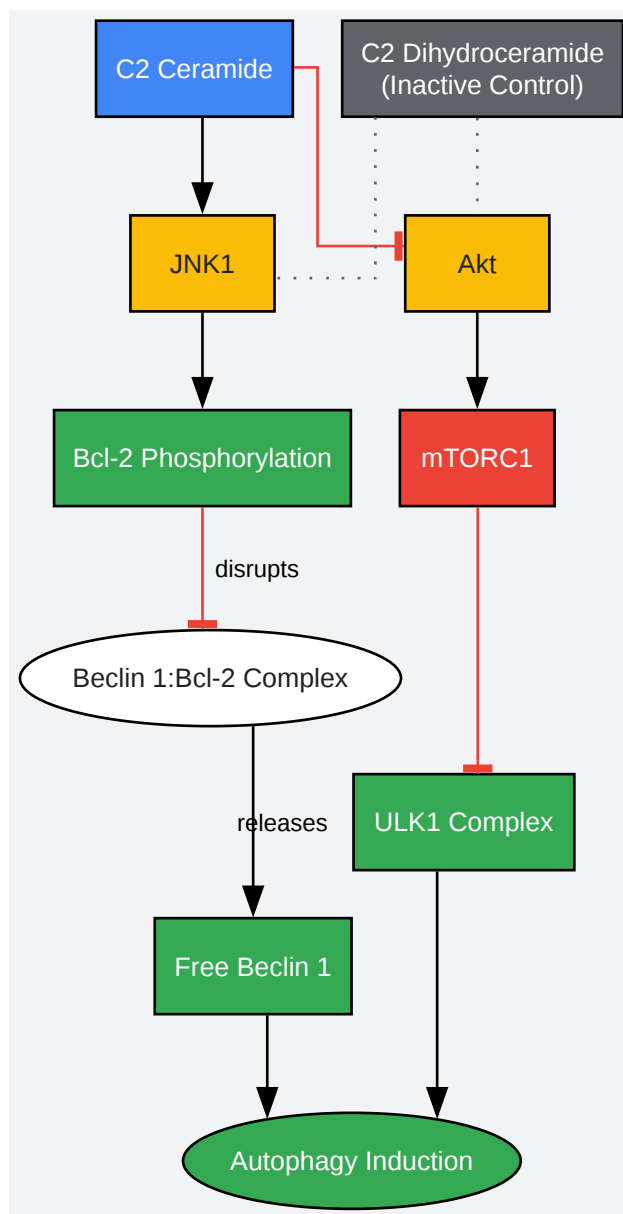 C2 Ceramide
C2 Dihydroceramide
(Inactive Control)
JNK1
Akt
Bcl-2 Phosphorylation
mTORC1
disrupts
Beclin 1:Bcl-2 Complex
releases
ULK1 Complex
Free Beclin 1
Autophagy Induction